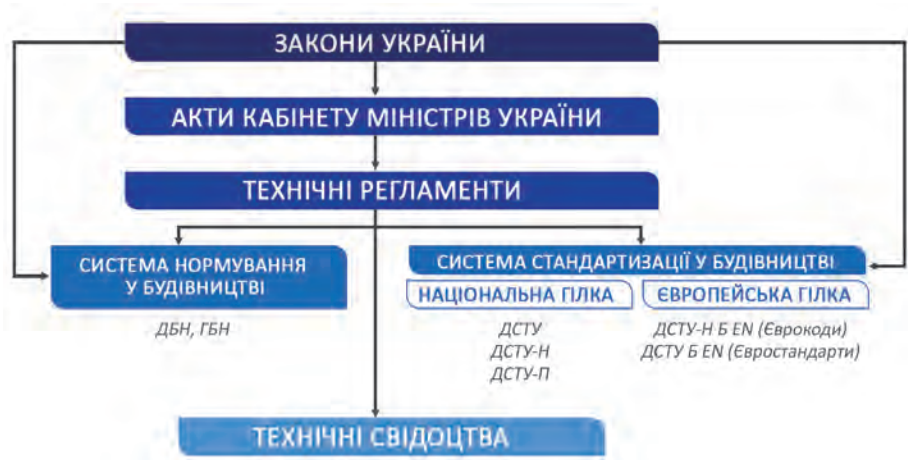 ЗАКОНИ УКРАЇНИ
АКТИ КАБІНЕТУ МІНІСТРІВ УКРАЇНИ
ТЕХНІЧНІ РЕГЛАМЕНТИ
СИСТЕМА НОРМУВАННЯ
У БУДІВНИЦТВІ
ДБН, ГБН
СИСТЕМА СТАНДАРТИЗАЦІЇ У БУДІВНИЦТВІ
НАЦІОНАЛЬНА ГІЛКА
ДСТУ
ДСТУ-Н
ДСТУ-П
ЄВРОПЕЙСЬКА ГІЛКА
ДСТУ-Н Б EN (Єврокоди)
ДСТУ Б EN (Євростандарти)
ТЕХНІЧНІ СВІДОЦТВА